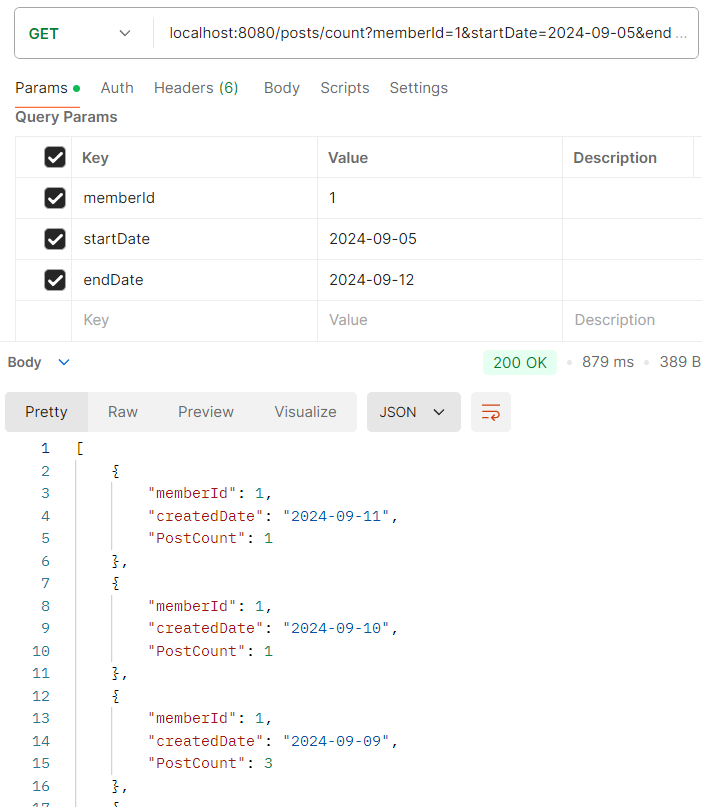 GET localhost:8080/posts/count?memberId=1&startDate=2024-09-05&end ...
Params Auth Headers (6) Body Scripts Settings
Query Params
Key Value Description
memberId 1
startDate 2024-09-05
endDate 2024-09-12
Key Value Description
Body 200 OK 879 ms 389 B
Pretty Raw Preview Visualize JSON
1 [
2 {
3 "memberId": 1,
4 "createdDate": "2024-09-11",
5 "PostCount": 1
6 },
7 {
8 "memberId": 1,
9 "createdDate": "2024-09-10",
10 "PostCount": 1
11 },
12 {
13 "memberId": 1,
14 "createdDate": "2024-09-09",
15 "PostCount": 3
16 },
17 {